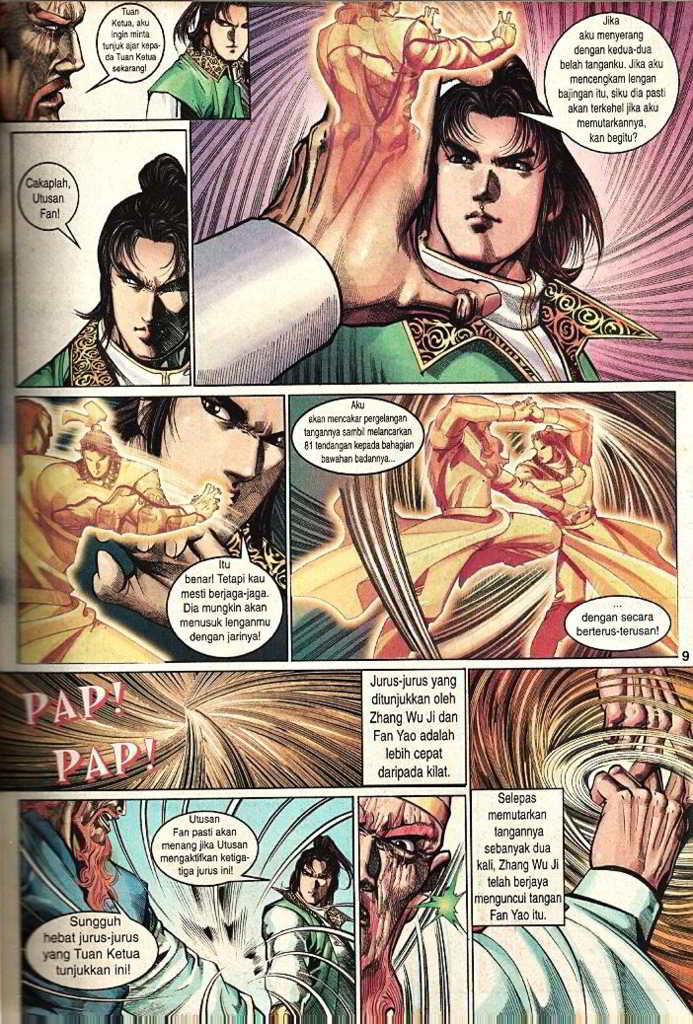 Tuan
Ketua, aku
ingin minta
tunjuk ajar kepa-
da Tuan Ketua
sekarang!
Jika
aku menyerang
dengan kedua-dua
belah tanganku. Jika aku
mencengkam lengan
bajingan itu, siku dia pasti
akan terkehel jika aku
memutarkannya,
kan begitu?
Cakaplah,
Utusan
Fan!
Itu
benar! Tetapi kau
mesti berjaga-jaga.
Dia mungkin akan
menusuk lenganmu
dengan jarinya!
Aku
akan mencakar pergelangan
tangannya sambil melancarkan
81 tendangan kepada bahagian
bawahan badannya...
...
dengan secara
berterus-terusan!
9
PAP!
PAP!
Jurus-jurus yang
ditunjukkan oleh
Zhang Wu Ji dan
Fan Yao adalah
lebih cepat
daripada kilat.
Selepas
memutarkan
tangannya
sebanyak dua
kali, Zhang Wu Ji
telah berjaya
mengunci tangan
Fan Yao itu.
Utusan
Fan pasti akan
menang jika Utusan
mengaktifkan ketiga-
tiga jurus ini!
Sungguh
hebat jurus-jurus
yang Tuan Ketua
tunjukkan ini!